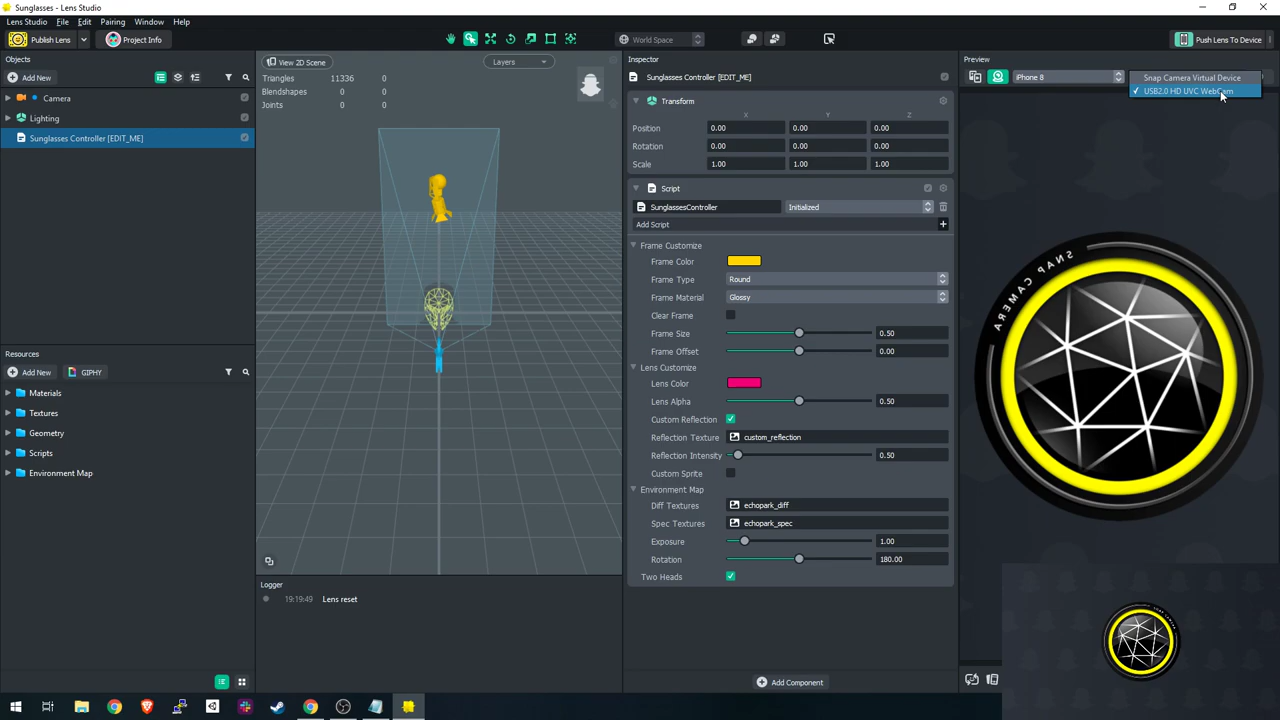 Sunglasses - Lens Studio
Lens Studio File Edit Pairing Window Help
Publish Lens Project Info World Space Push Lens To Device
Objects
Add New
Camera
Lighting
Sunglasses Controller [EDIT_ME]
Resources
Add New GIPHY
Materials
Textures
Geometry
Scripts
Environment Map
View 2D Scene Layers
Triangles 11336 0
Blendshapes 0 0
Joints 0 0
Logger
19:19:49 Lens reset
Inspector
Sunglasses Controller [EDIT_ME]
Transform
X Y Z
Position 0.00 0.00 0.00
Rotation 0.00 0.00 0.00
Scale 1.00 1.00 1.00
Script
SunglassesController Initialized
Add Script
Frame Customize
Frame Color
Frame Type Round
Frame Material Glossy
Clear Frame
Frame Size 0.50
Frame Offset 0.00
Lens Customize
Lens Color
Lens Alpha 0.50
Custom Reflection
Reflection Texture custom_reflection
Reflection Intensity 0.50
Custom Sprite
Environment Map
Diff Textures echopark_diff
Spec Textures echopark_spec
Exposure 1.00
Rotation 180.00
Two Heads
Add Component
Preview
iPhone 8
Snap Camera Virtual Device
USB2.0 HD UVC WebCam
SNAP CAMERA